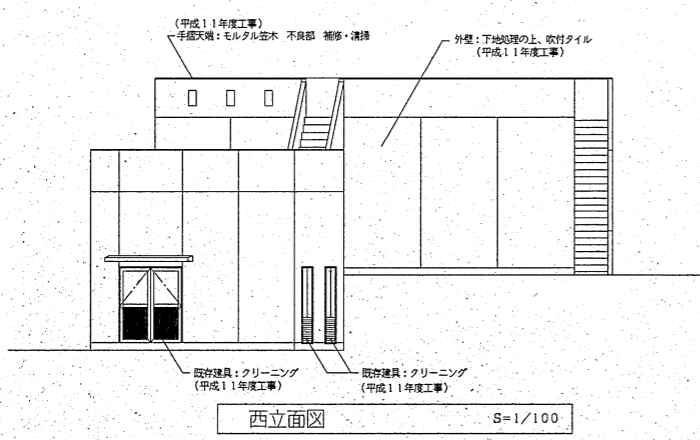 (平成11年度工事)
手摺天端:モルタル笠木 不良部 補修・清掃
外壁:下地処理の上、吹付タイル
(平成11年度工事)
既存建具:クリーニング
(平成11年度工事)
既存建具:クリーニング
(平成11年度工事)
西立面図 S=1/100